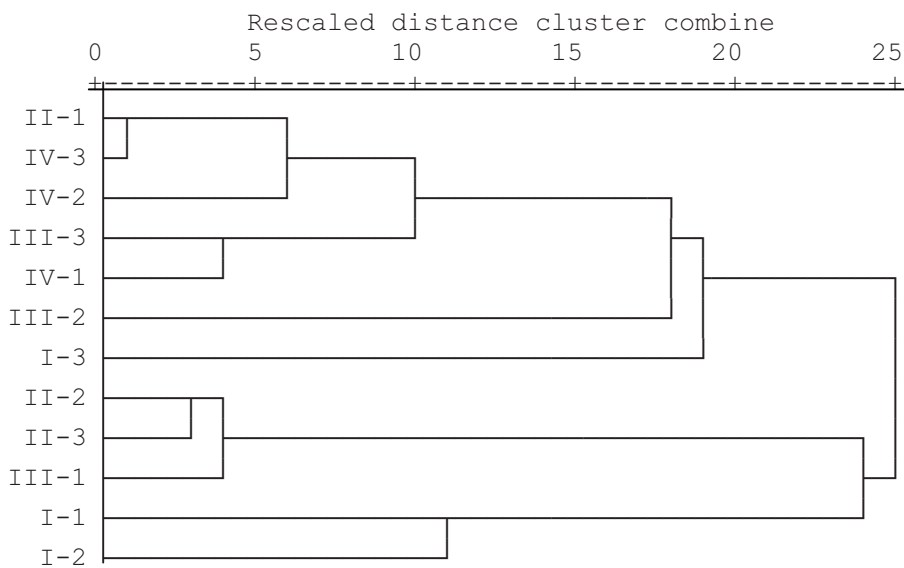 Rescaled distance cluster combine
0 5 10 15 20 25
II-1
IV-3
IV-2
III-3
IV-1
III-2
I-3
II-2
II-3
III-1
I-1
I-2